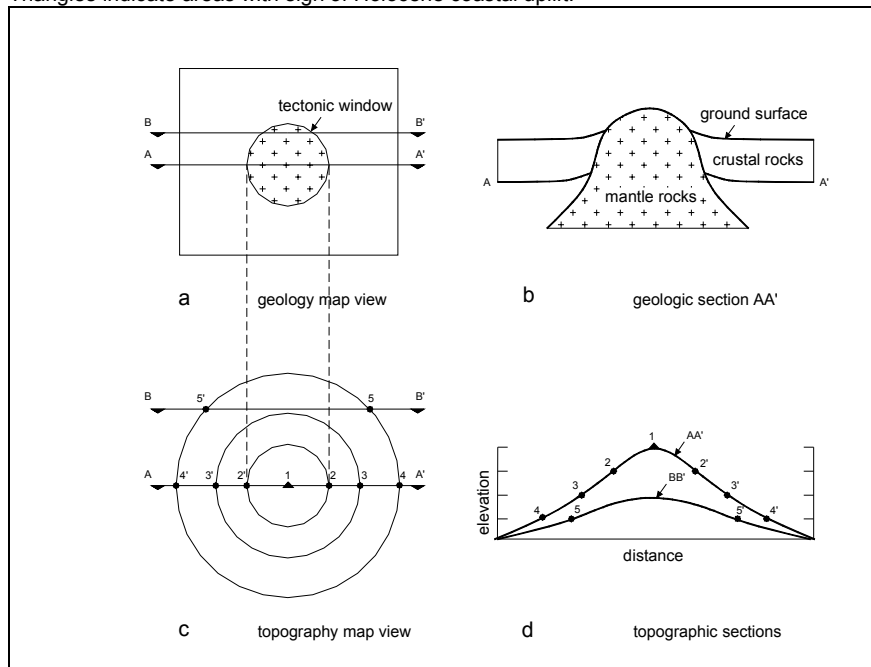 Triangles indicate areas with sign of Holocene coastal uplift.
tectonic window
B B'
A A'
a geology map view
ground surface
crustal rocks
A A'
mantle rocks
b geologic section AA'
B 5' 5 B'
A 4' 3' 2' 1 2 3 4 A'
c topography map view
1 AA'
2 2'
BB'
3 3'
4 5 5' 4'
elevation
distance
d topographic sections